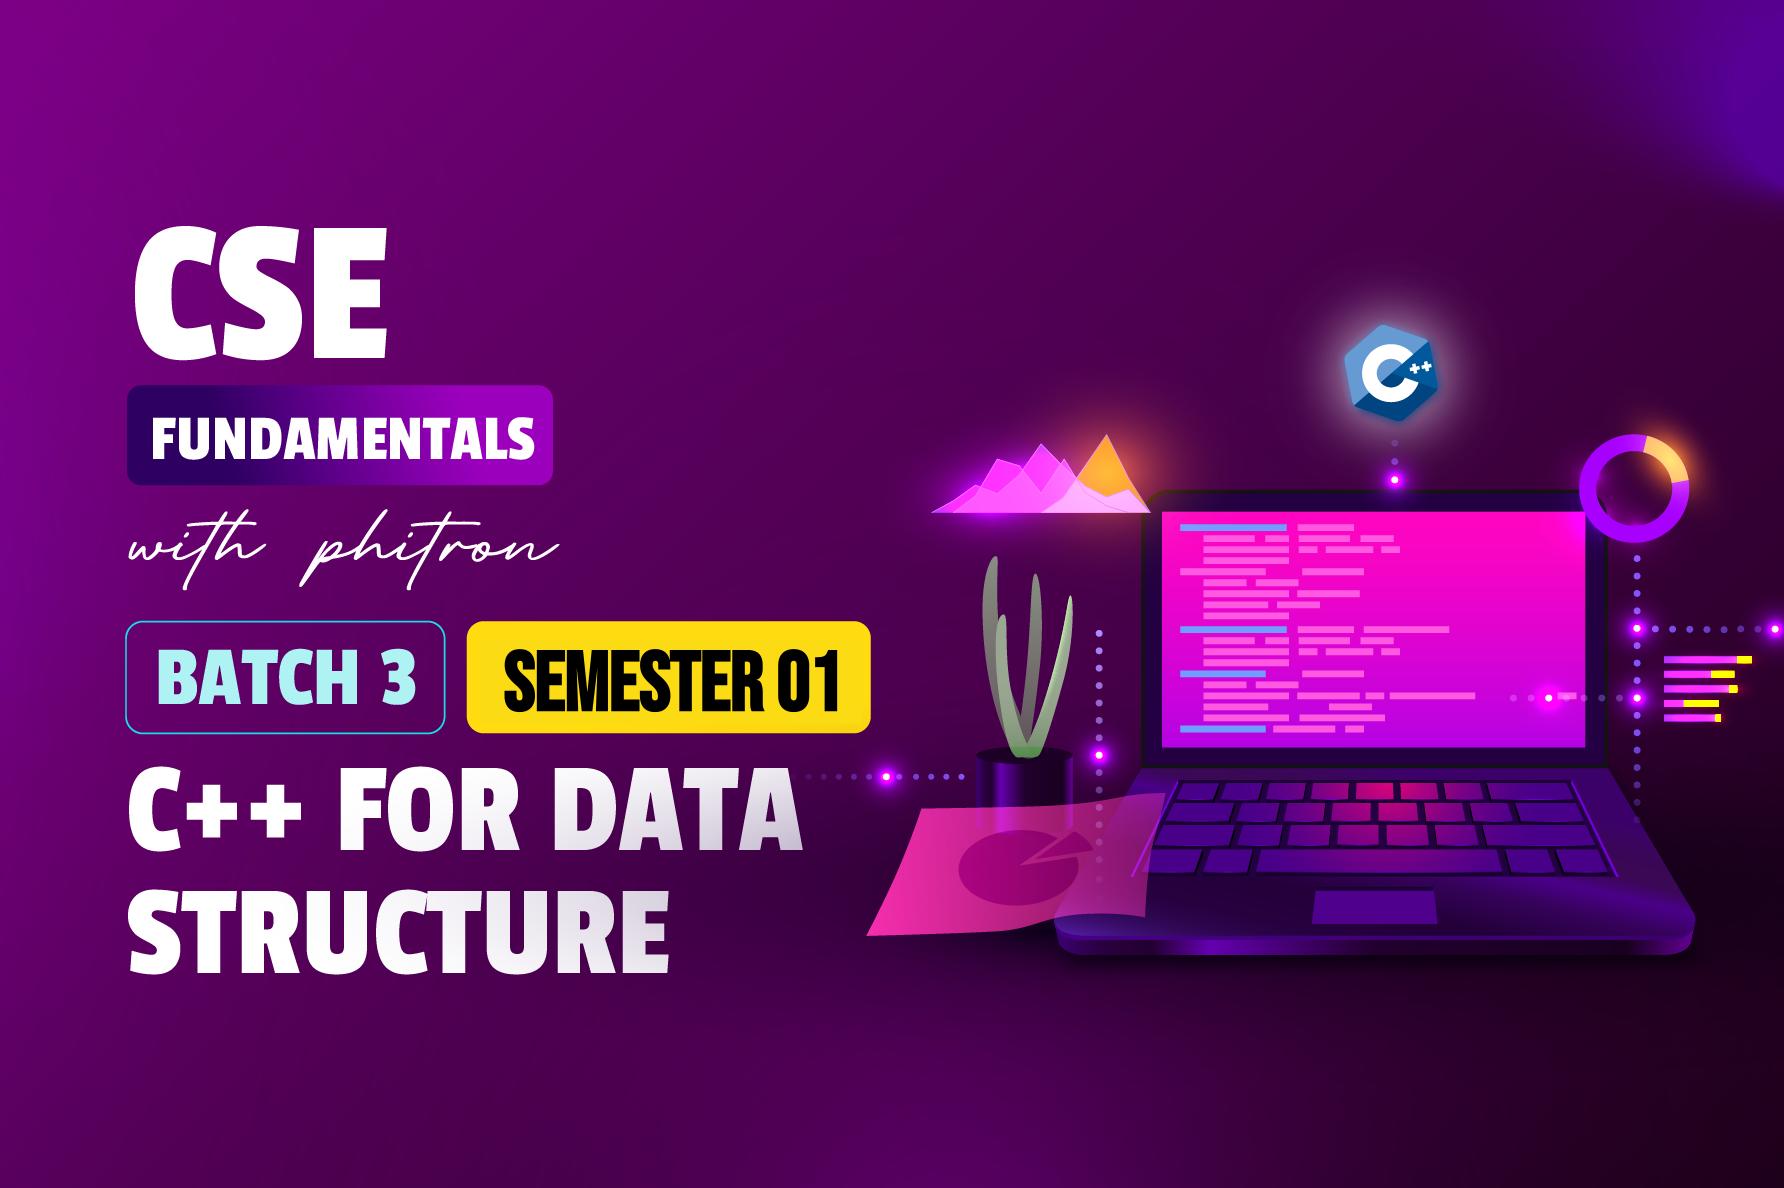 CSE
FUNDAMENTALS
with phitron
BATCH 3
SEMESTER 01
C++ FOR DATA
STRUCTURE
C++